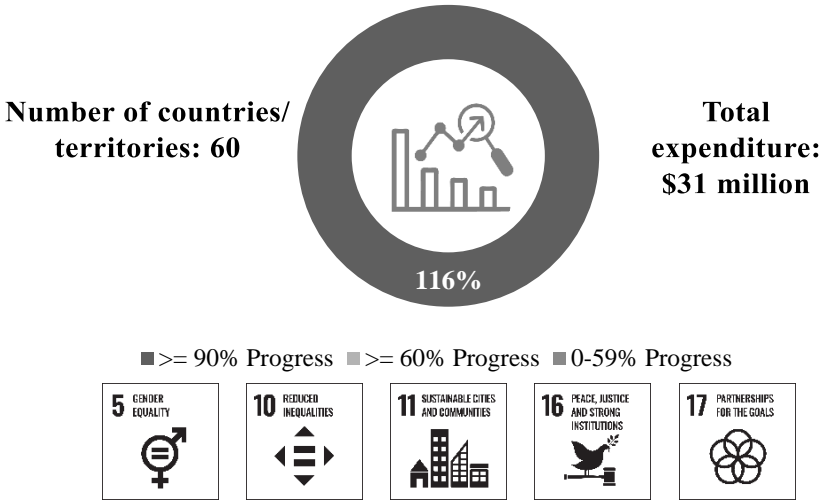 Number of countries/
territories: 60
Total
expenditure:
$31 million
116%
>= 90% Progress >= 60% Progress 0-59% Progress
5 GENDER
EQUALITY
10 REDUCED
INEQUALITIES
11 SUSTAINABLE CITIES
AND COMMUNITIES
16 PEACE, JUSTICE
AND STRONG
INSTITUTIONS
17 PARTNERSHIPS
FOR THE GOALS